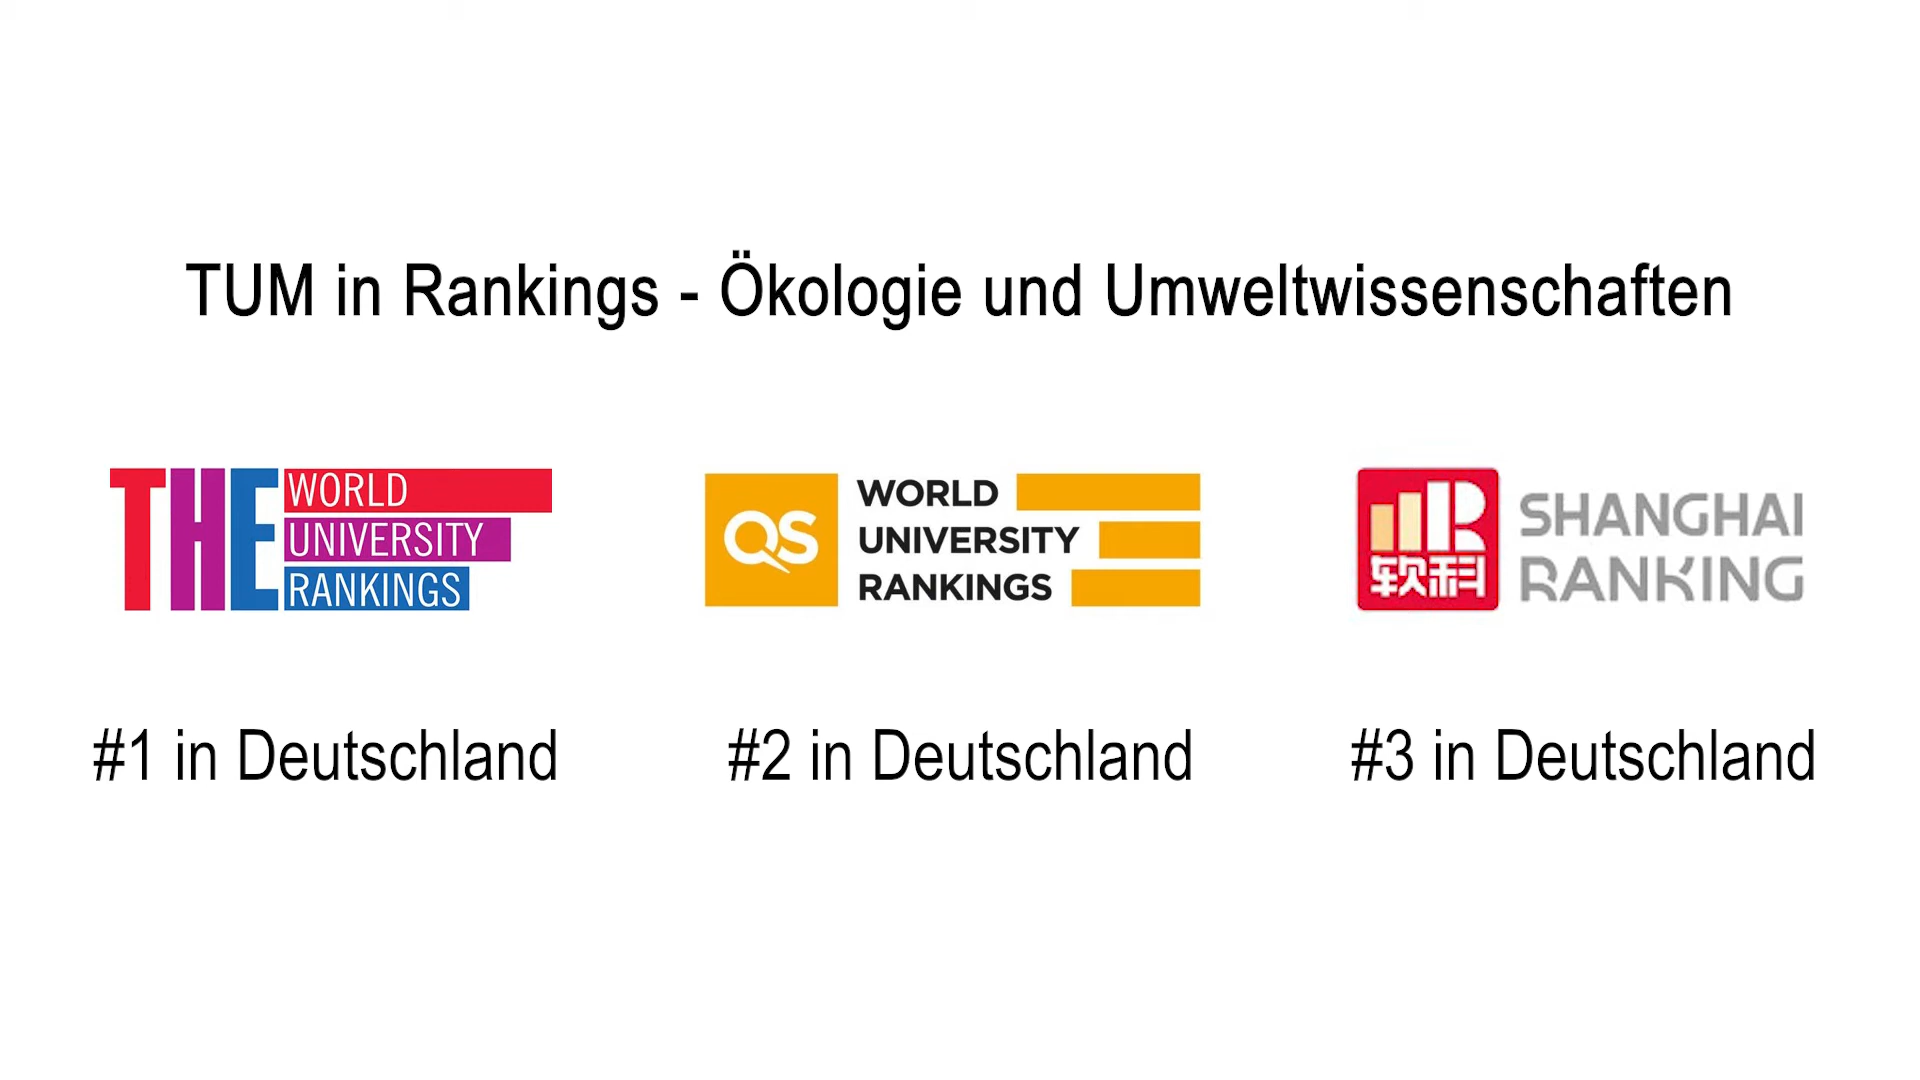 TUM in Rankings - Ökologie und Umweltwissenschaften
THE WORLD
UNIVERSITY
RANKINGS
QS WORLD
UNIVERSITY
RANKINGS
软科 SHANGHAI
RANKING
#1 in Deutschland
#2 in Deutschland
#3 in Deutschland